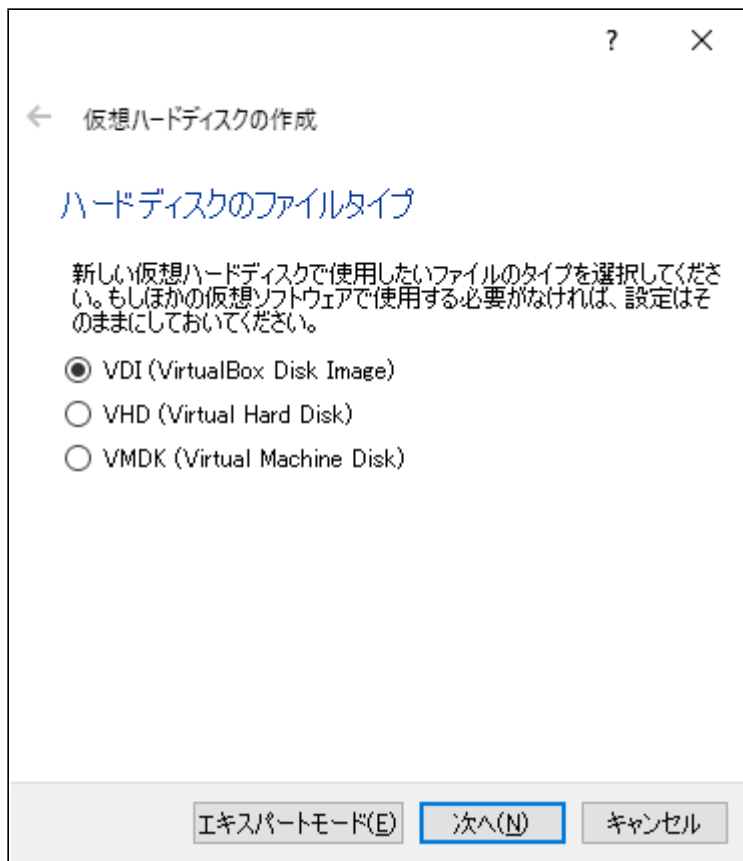 ?
仮想ハードディスクの作成
ハードディスクのファイルタイプ
新しい仮想ハードディスクで使用したいファイルのタイプを選択してくださ
い。もしほかの仮想ソフトウェアで使用する必要がなければ、設定はそ
のままにしておいてください。
VDI (VirtualBox Disk Image)
VHD (Virtual Hard Disk)
VMDK (Virtual Machine Disk)
エキスパートモード(E) 次へ(N) キャンセル